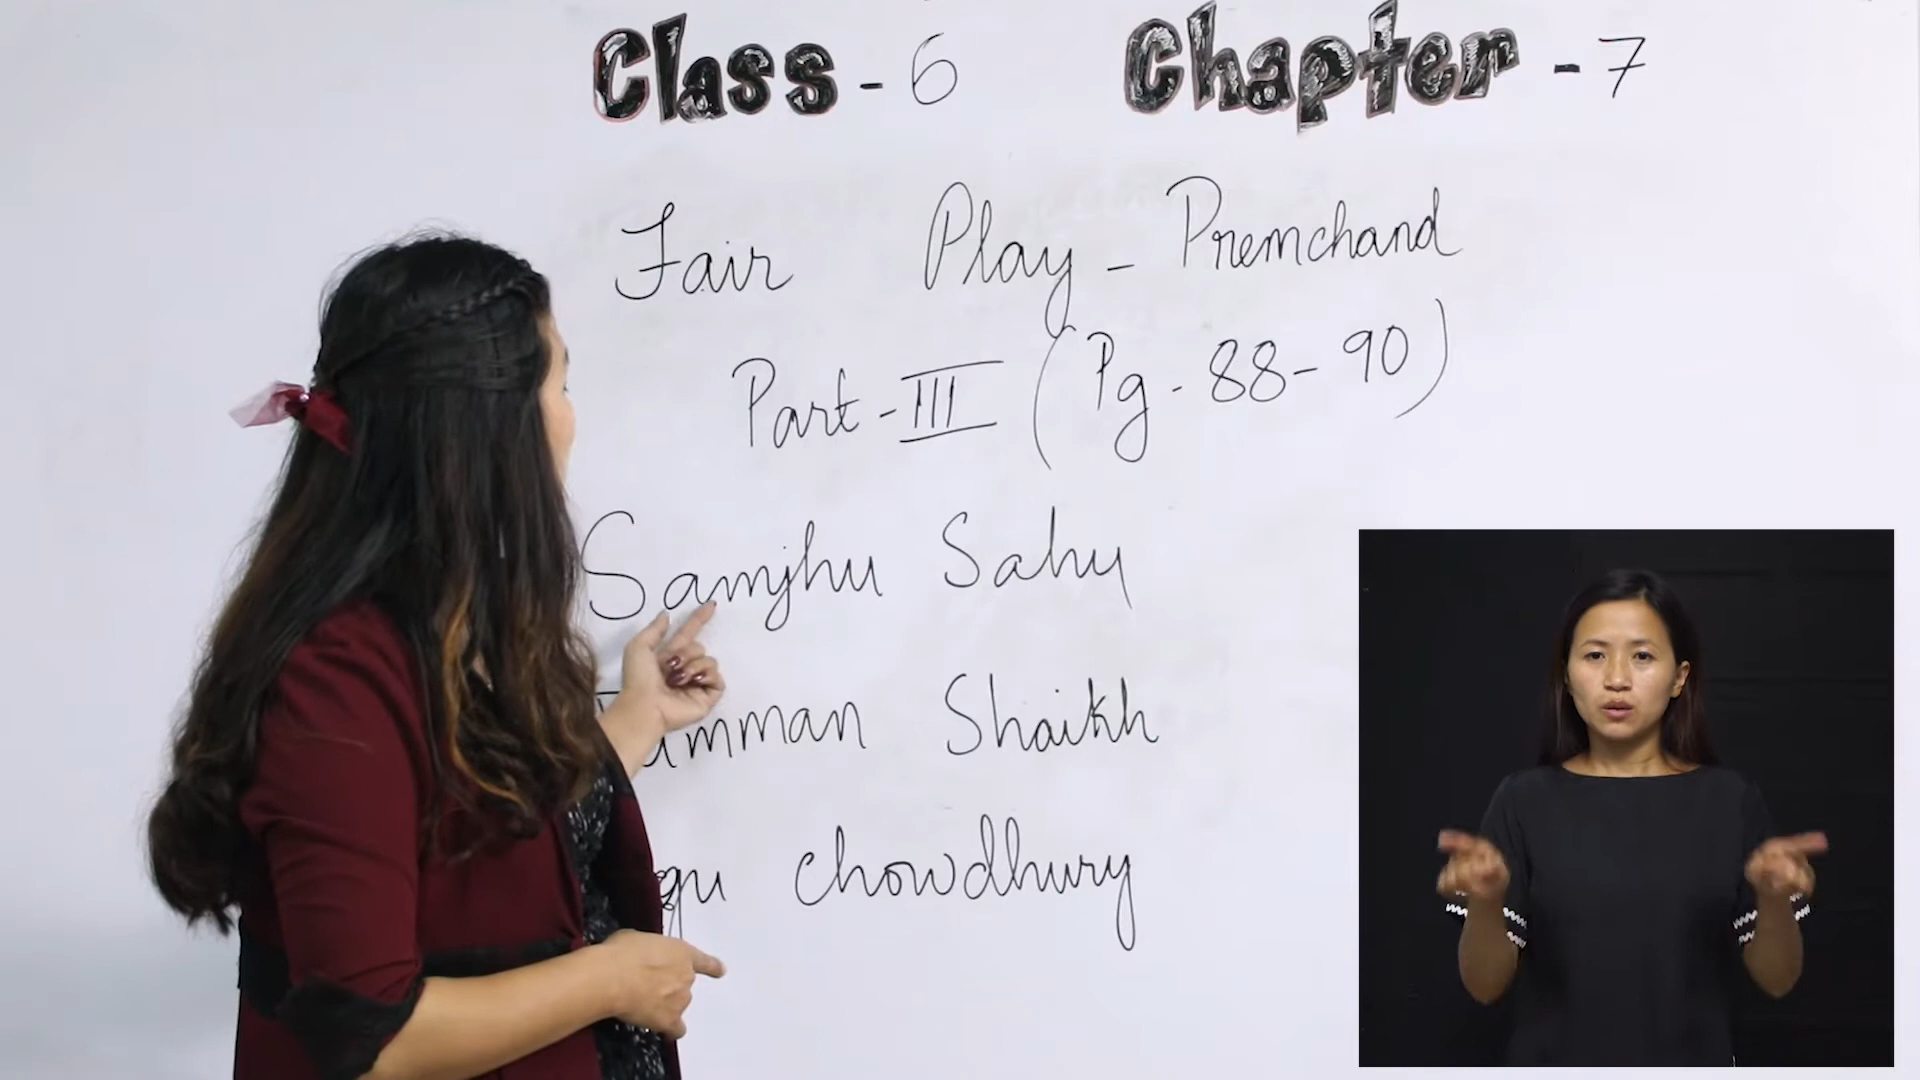 Class - 6 Chapter - 7
Fair Play - Premchand
Part - III (Pg - 88 - 90)
Samjhu Sahu
Shaikh
Chowdhury